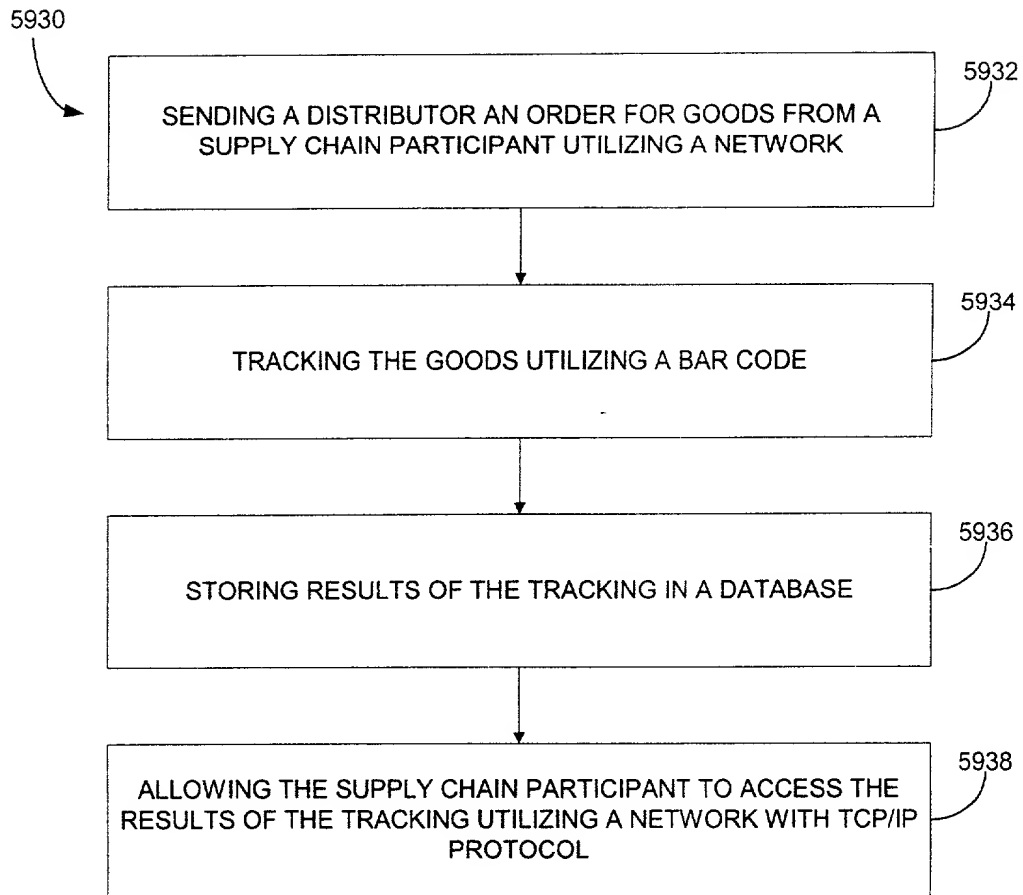 5930
5932
SENDING A DISTRIBUTOR AN ORDER FOR GOODS FROM A
SUPPLY CHAIN PARTICIPANT UTILIZING A NETWORK
5934
TRACKING THE GOODS UTILIZING A BAR CODE
5936
STORING RESULTS OF THE TRACKING IN A DATABASE
5938
ALLOWING THE SUPPLY CHAIN PARTICIPANT TO ACCESS THE
RESULTS OF THE TRACKING UTILIZING A NETWORK WITH TCP/IP
PROTOCOL